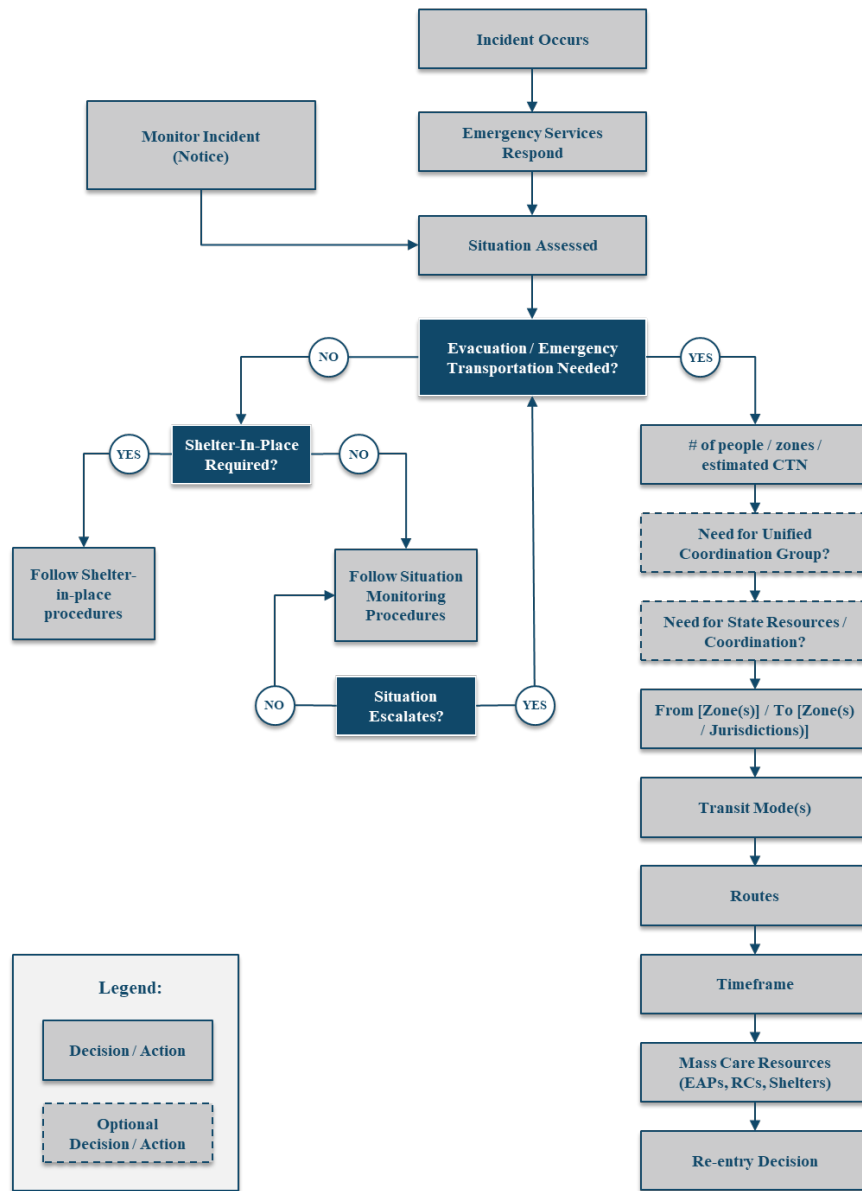 Incident Occurs
Emergency Services
Respond
Monitor Incident
(Notice)
Situation Assessed
Evacuation / Emergency
Transportation Needed?
NO
YES
Shelter-In-Place
Required?
YES
NO
# of people / zones /
estimated CTN
Need for Unified
Coordination Group?
Follow Shelter-
in-place
procedures
Follow Situation
Monitoring
Procedures
Need for State Resources /
Coordination?
Situation
Escalates?
NO
YES
From [Zone(s)] / To [Zone(s)
/ Jurisdictions)]
Transit Mode(s)
Routes
Timeframe
Mass Care Resources
(EAPs, RCs, Shelters)
Re-entry Decision
Legend:
Decision / Action
Optional
Decision / Action